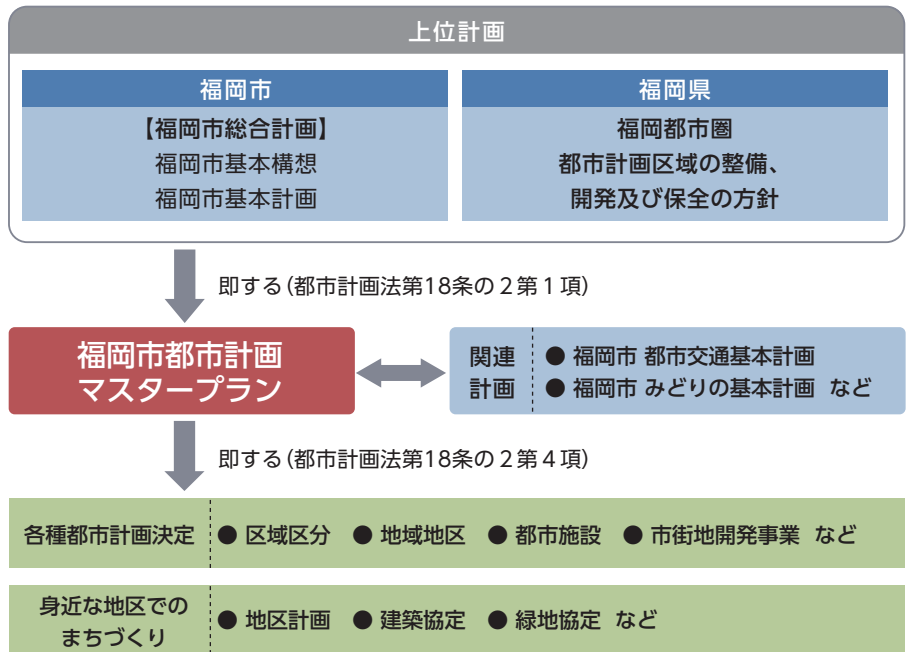 上位計画
福岡市
【福岡市総合計画】
福岡市基本構想
福岡市基本計画
福岡県
福岡都市圏
都市計画区域の整備、
開発及び保全の方針
即する(都市計画法第18条の2第1項)
福岡市都市計画
マスタープラン
関連
計画
● 福岡市 都市交通基本計画
● 福岡市 みどりの基本計画 など
即する(都市計画法第18条の2第4項)
各種都市計画決定 ● 区域区分 ● 地域地区 ● 都市施設 ● 市街地開発事業 など
身近な地区での
まちづくり
● 地区計画 ● 建築協定 ● 緑地協定 など